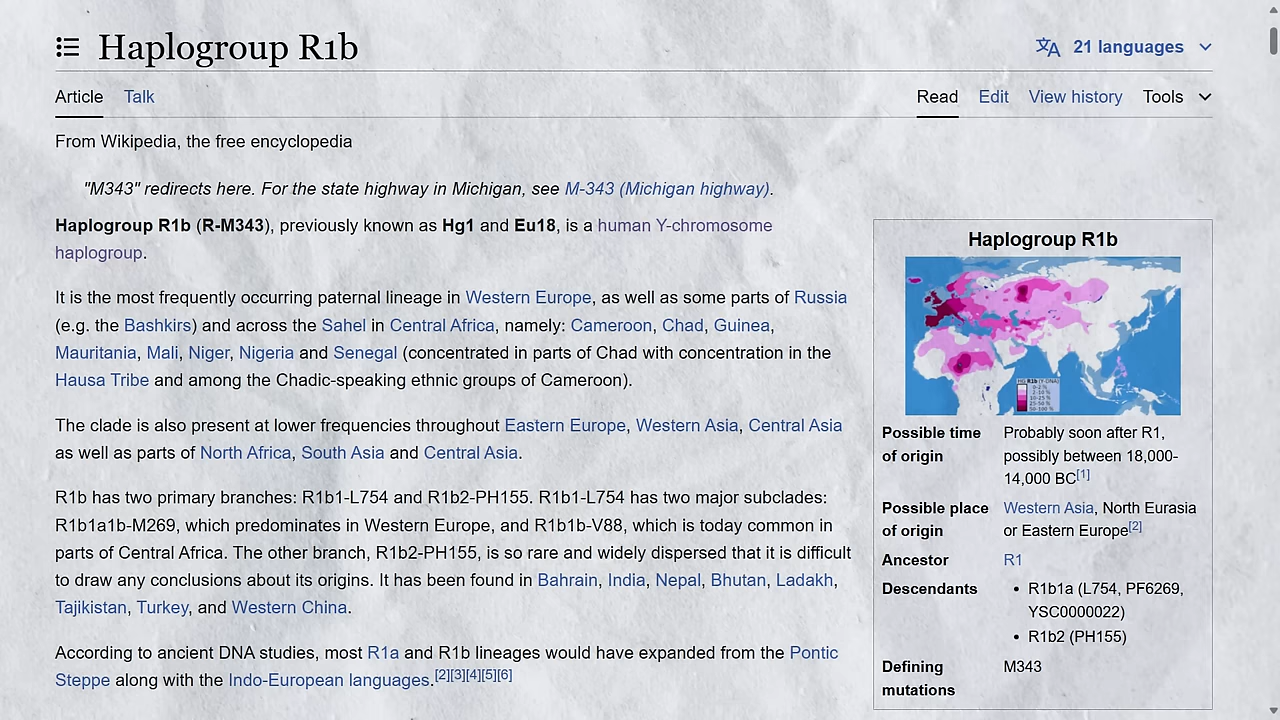 Haplogroup R1b
21 languages
Article Talk
Read Edit View history Tools
From Wikipedia, the free encyclopedia
"M343" redirects here. For the state highway in Michigan, see M-343 (Michigan highway).
Haplogroup R1b (R-M343), previously known as Hg1 and Eu18, is a human Y-chromosome
haplogroup.
It is the most frequently occurring paternal lineage in Western Europe, as well as some parts of Russia
(e.g. the Bashkirs) and across the Sahel in Central Africa, namely: Cameroon, Chad, Guinea,
Mauritania, Mali, Niger, Nigeria and Senegal (concentrated in parts of Chad with concentration in the
Hausa Tribe and among the Chadic-speaking ethnic groups of Cameroon).
The clade is also present at lower frequencies throughout Eastern Europe, Western Asia, Central Asia
as well as parts of North Africa, South Asia and Central Asia.
R1b has two primary branches: R1b1-L754 and R1b2-PH155. R1b1-L754 has two major subclades:
R1b1a1b-M269, which predominates in Western Europe, and R1b1b-V88, which is today common in
parts of Central Africa. The other branch, R1b2-PH155, is so rare and widely dispersed that it is difficult
to draw any conclusions about its origins. It has been found in Bahrain, India, Nepal, Bhutan, Ladakh,
Tajikistan, Turkey, and Western China.
According to ancient DNA studies, most R1a and R1b lineages would have expanded from the Pontic
Steppe along with the Indo-European languages.[2][3][4][5][6]
Haplogroup R1b
HG R1b (Y-DNA)
0-2 %
2-10 %
10-25 %
25-50 %
50-100 %
Possible time Probably soon after R1,
of origin possibly between 18,000-
14,000 BC[1]
Possible place Western Asia, North Eurasia
of origin or Eastern Europe[2]
Ancestor R1
Descendants • R1b1a (L754, PF6269,
YSC0000022)
• R1b2 (PH155)
Defining M343
mutations